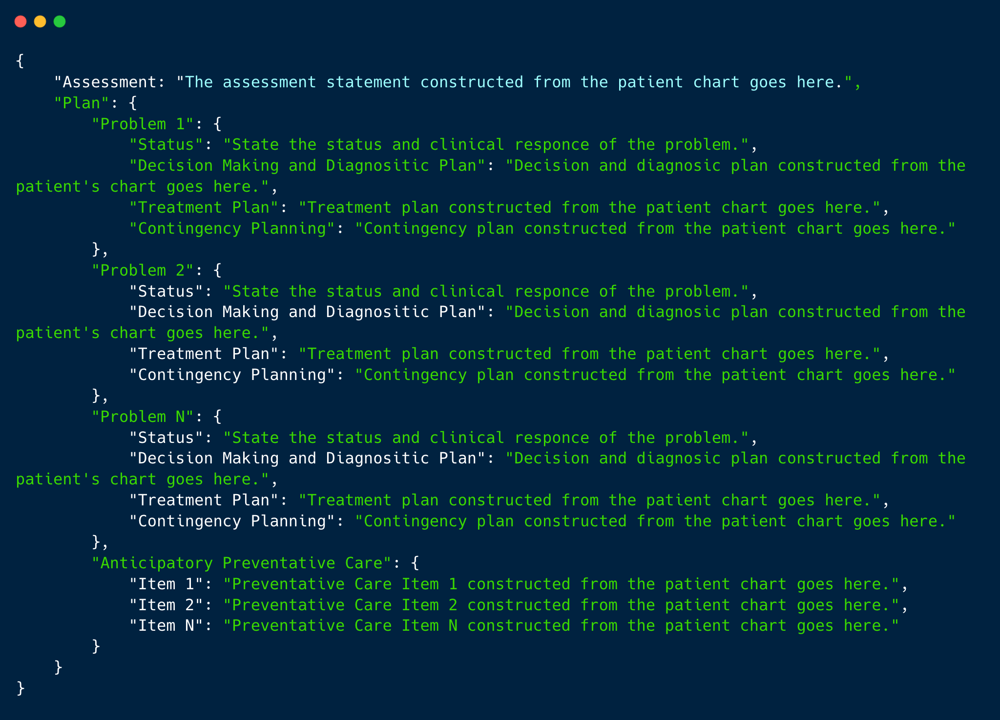 {
    "Assessment: "The assessment statement constructed from the patient chart goes here.",
    "Plan": {
        "Problem 1": {
            "Status": "State the status and clinical responce of the problem.",
            "Decision Making and Diagnositic Plan": "Decision and diagnosic plan constructed from the
patient's chart goes here.",
            "Treatment Plan": "Treatment plan constructed from the patient chart goes here.",
            "Contingency Planning": "Contingency plan constructed from the patient chart goes here."
        },
        "Problem 2": {
            "Status": "State the status and clinical responce of the problem.",
            "Decision Making and Diagnositic Plan": "Decision and diagnosic plan constructed from the
patient's chart goes here.",
            "Treatment Plan": "Treatment plan constructed from the patient chart goes here.",
            "Contingency Planning": "Contingency plan constructed from the patient chart goes here."
        },
        "Problem N": {
            "Status": "State the status and clinical responce of the problem.",
            "Decision Making and Diagnositic Plan": "Decision and diagnosic plan constructed from the
patient's chart goes here.",
            "Treatment Plan": "Treatment plan constructed from the patient chart goes here.",
            "Contingency Planning": "Contingency plan constructed from the patient chart goes here."
        },
        "Anticipatory Preventative Care": {
            "Item 1": "Preventative Care Item 1 constructed from the patient chart goes here.",
            "Item 2": "Preventative Care Item 2 constructed from the patient chart goes here.",
            "Item N": "Preventative Care Item N constructed from the patient chart goes here."
        }
    }
}